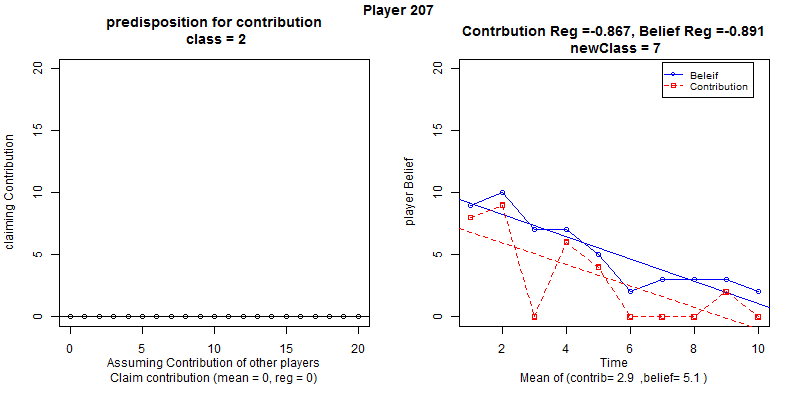 Player 207
predisposition for contribution
class = 2
claiming Contribution
20
15
10
5
0
0 5 10 15 20
Assuming Contribution of other players
Claim contribution (mean = 0, reg = 0)
Contrbution Reg =-0.867, Belief Reg =-0.891
newClass = 7
Beleif
Contribution
player Belief
20
15
10
5
0
2 4 6 8 10
Time
Mean of (contrib= 2.9 ,belief= 5.1 )